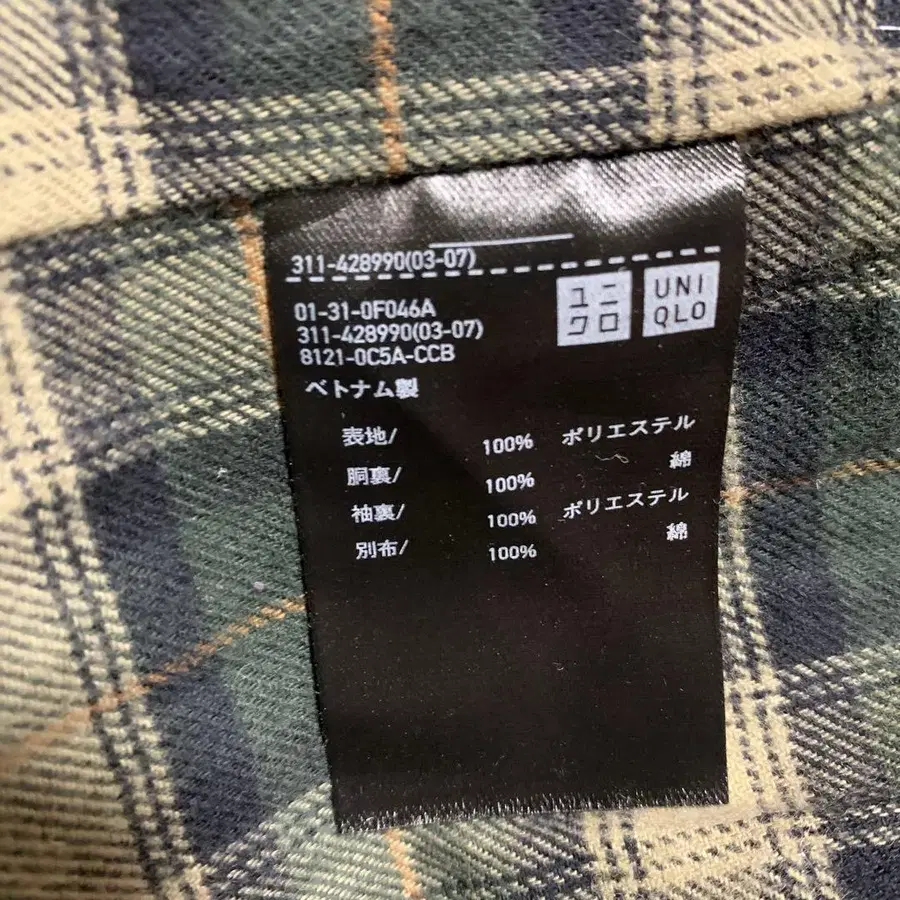 311-428990(03-07)
ユニ
クロ
UNI
QLO
01-31-0F046A
311-428990(03-07)
8121-0C5A-CCB
ベトナム製
表地/ 100% ポリエステル
胴裏/ 100% 綿
袖裏/ 100% ポリエステル
別布/ 100% 綿